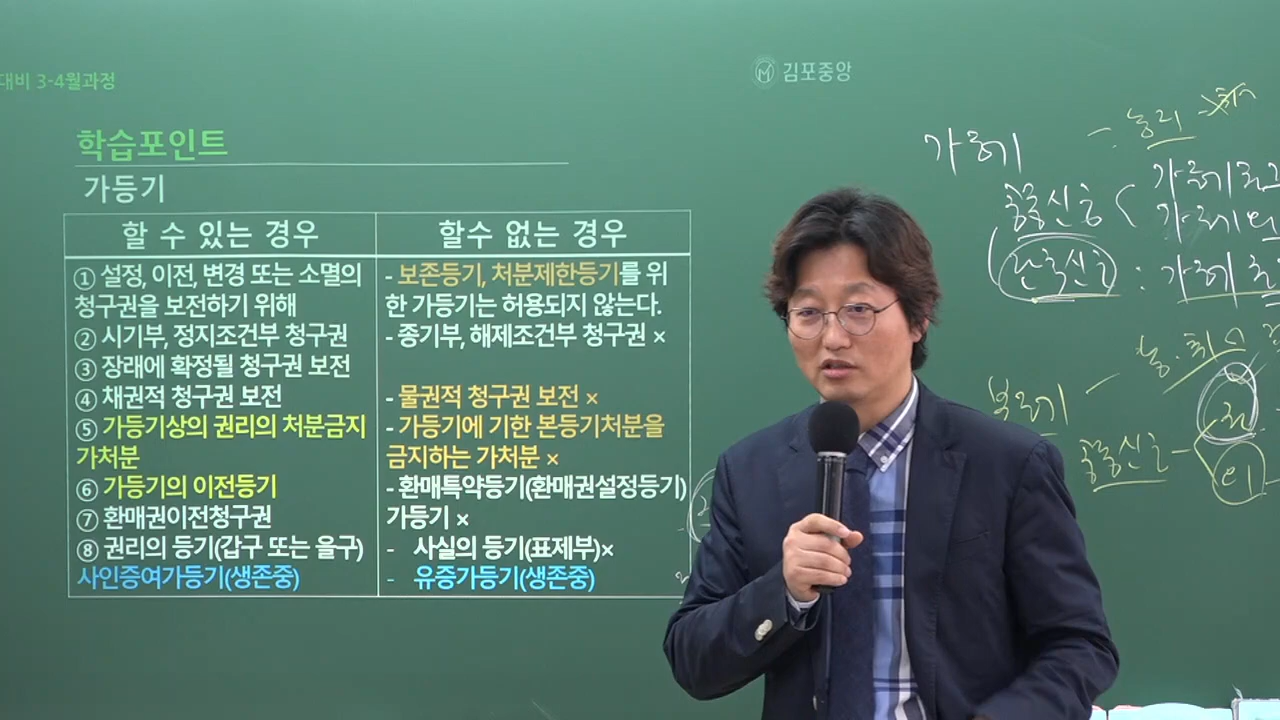 대비 3-4월과정
김포중앙
학습포인트
가등기
할 수 있는 경우
할수 없는 경우
① 설정, 이전, 변경 또는 소멸의
청구권을 보전하기 위해
② 시기부, 정지조건부 청구권
③ 장래에 확정될 청구권 보전
④ 채권적 청구권 보전
⑤ 가등기상의 권리의 처분금지
가처분
⑥ 가등기의 이전등기
⑦ 환매권이전청구권
⑧ 권리의 등기(갑구 또는 을구)
사인증여가등기(생존중)
- 보존등기, 처분제한등기를 위
한 가등기는 허용되지 않는다.
- 종기부, 해제조건부 청구권 ×
- 물권적 청구권 보전 ×
- 가등기에 기한 본등기처분을
금지하는 가처분 ×
- 환매특약등기(환매권설정등기)
가등기 ×
- 사실의 등기(표제부)×
- 유증가등기(생존중)
가등기
공동신청
단독신청 :